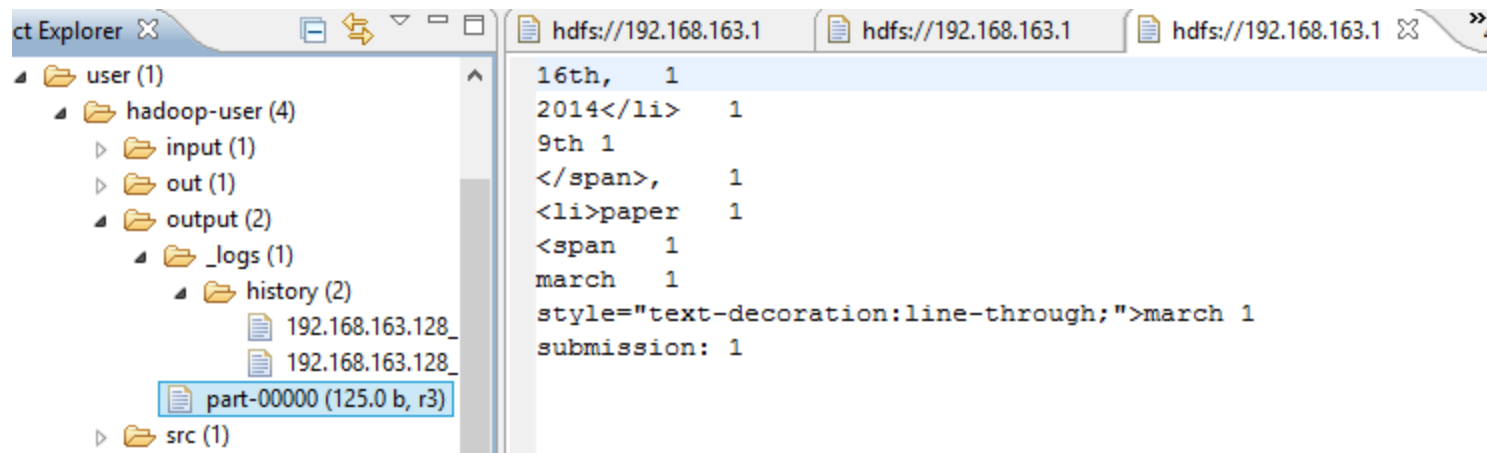 ct Explorer
hdfs://192.168.163.1
hdfs://192.168.163.1
hdfs://192.168.163.1
user (1)
hadoop-user (4)
input (1)
out (1)
output (2)
_logs (1)
history (2)
192.168.163.128_
192.168.163.128_
part-00000 (125.0 b, r3)
src (1)
16th, 1
2014</li> 1
9th 1
</span>, 1
<li>paper 1
<span 1
march 1
style="text-decoration:line-through;">march 1
submission: 1